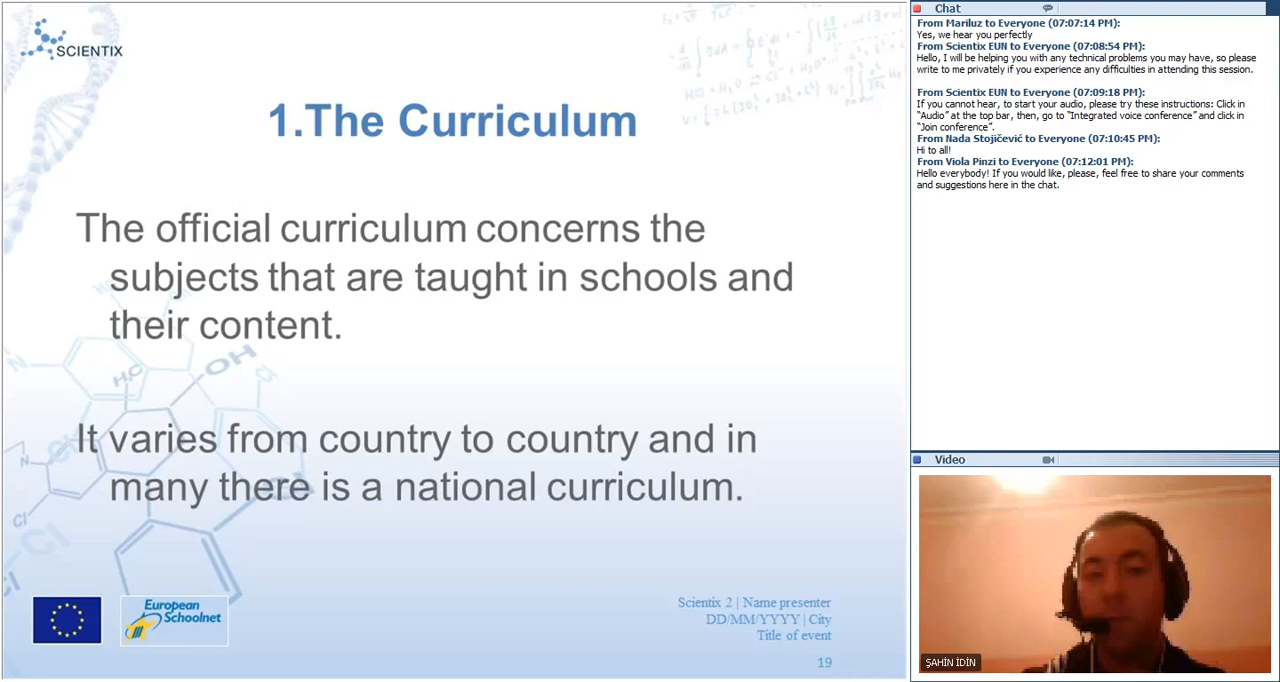 SCIENTIX
1.The Curriculum
The official curriculum concerns the
subjects that are taught in schools and
their content.
It varies from country to country and in
many there is a national curriculum.
European
Schoolnet
Scientix 2 | Name presenter
DD/MM/YYYY | City
Title of event
19
Chat
From Mariluz to Everyone (07:07:14 PM):
Yes, we hear you perfectly
From Scientix EUN to Everyone (07:08:54 PM):
Hello, I will be helping you with any technical problems you may have, so please
write to me privately if you experience any difficulties in attending this session.
From Scientix EUN to Everyone (07:09:18 PM):
If you cannot hear, to start your audio, please try these instructions: Click in
“Audio” at the top bar, then, go to “Integrated voice conference” and click in
“Join conference”.
From Nada Stojičević to Everyone (07:10:45 PM):
Hi to all!
From Viola Pinzi to Everyone (07:12:01 PM):
Hello everybody! If you would like, please, feel free to share your comments
and suggestions here in the chat.
Video
ŞAHİN İDİN